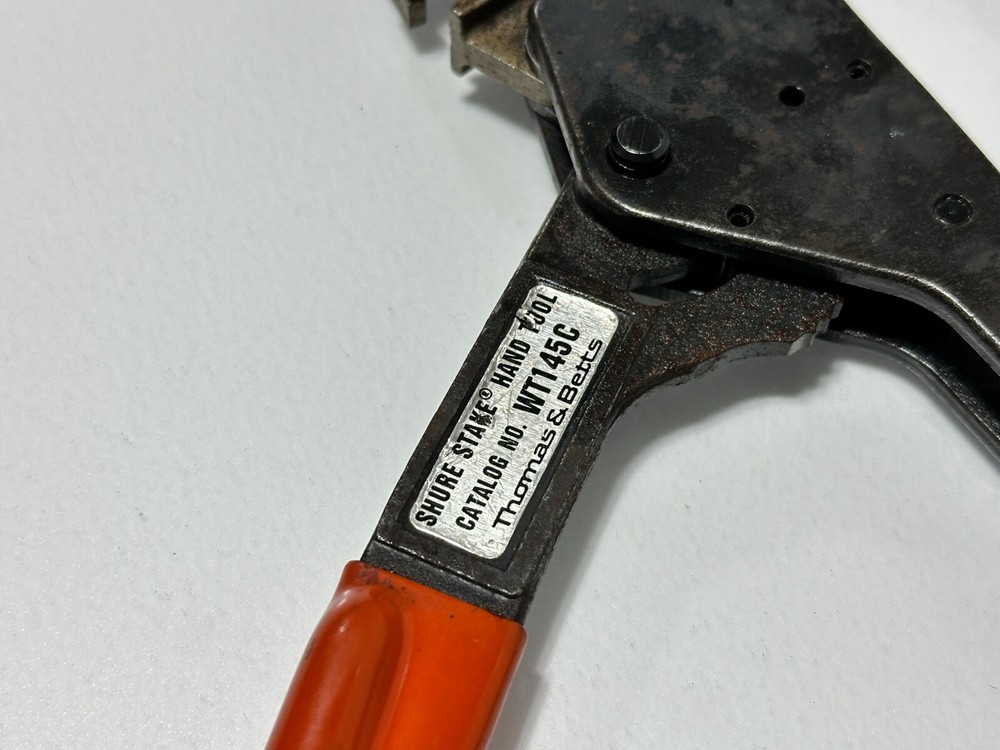 SHURE STAKE® HAND TOOL
CATALOG NO. WT145C
Thomas & Betts